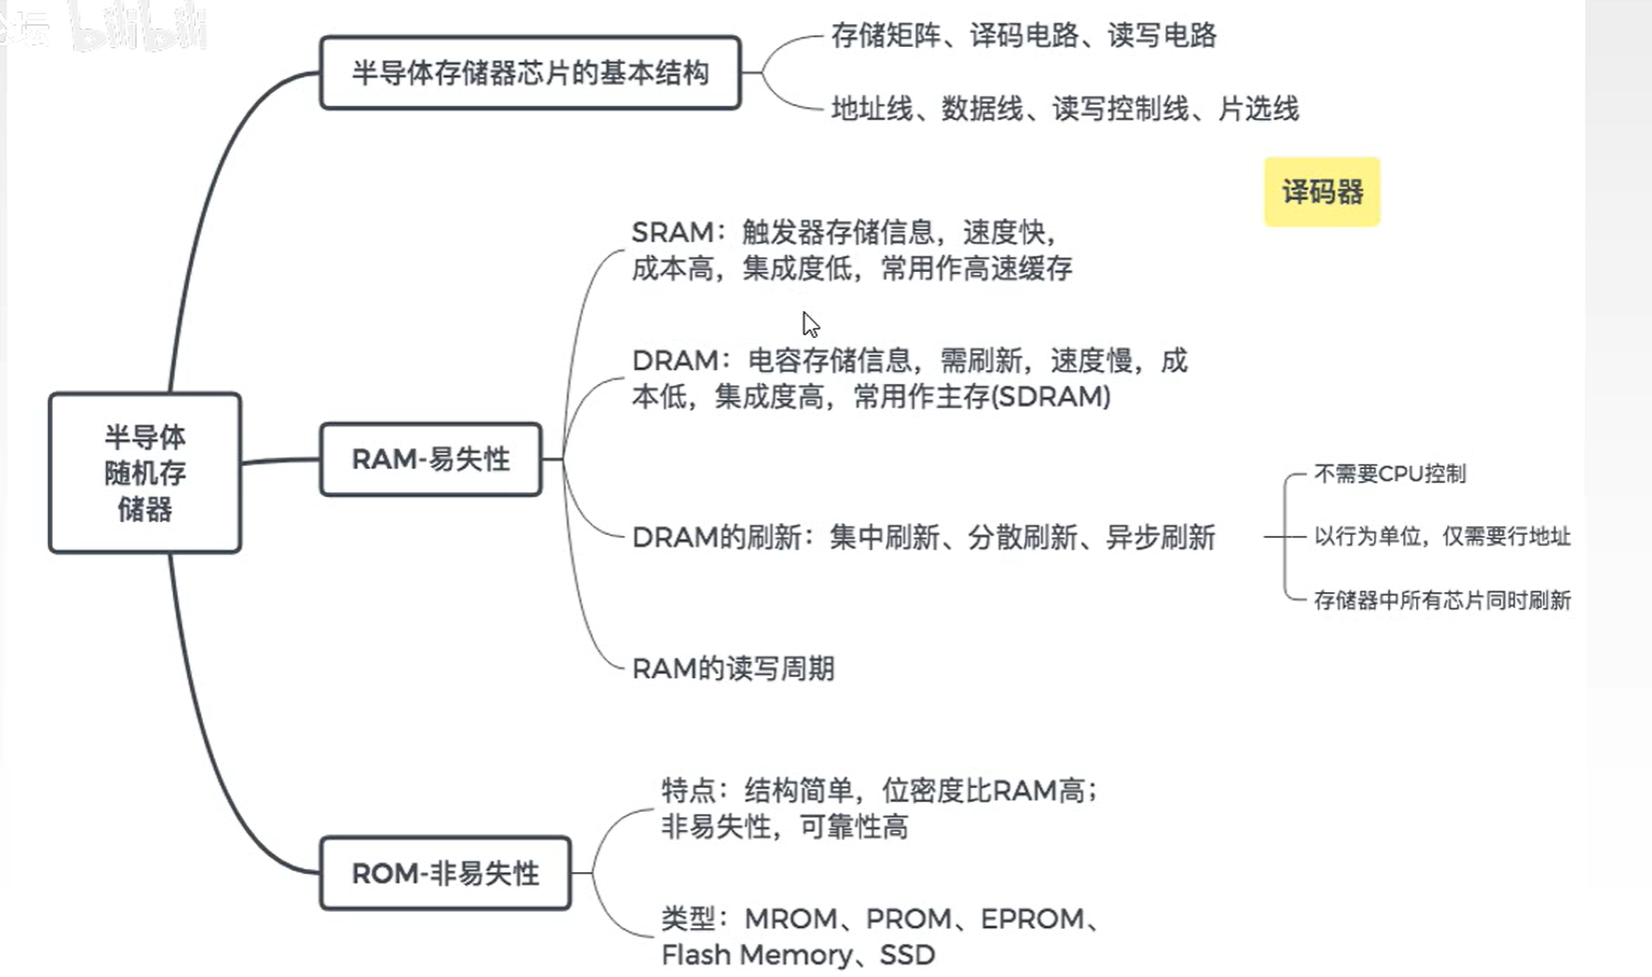 坛 bilibili
半导体存储器芯片的基本结构
存储矩阵、译码电路、读写电路
地址线、数据线、读写控制线、片选线
译码器
半导体
随机存
储器
RAM-易失性
SRAM：触发器存储信息，速度快，
成本高，集成度低，常用作高速缓存
DRAM：电容存储信息，需刷新，速度慢，成
本低，集成度高，常用作主存(SDRAM)
DRAM的刷新：集中刷新、分散刷新、异步刷新
不需要CPU控制
以行为单位，仅需要行地址
存储器中所有芯片同时刷新
RAM的读写周期
ROM-非易失性
特点：结构简单，位密度比RAM高；
非易失性，可靠性高
类型：MROM、PROM、EPROM、
Flash Memory、SSD